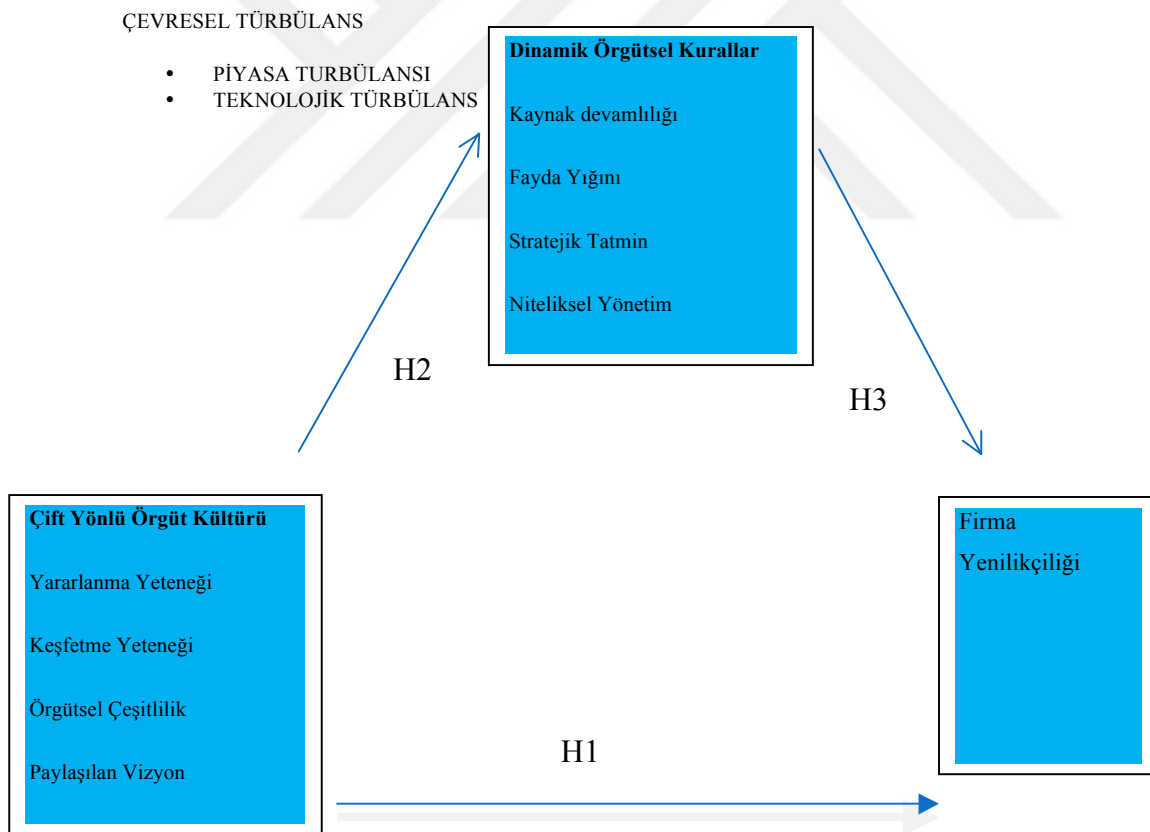 ÇEVRESEL TÜRBÜLANS
• PİYASA TURBÜLANSI
• TEKNOLOJİK TÜRBÜLANS
Dinamik Örgütsel Kurallar
Kaynak devamlılığı
Fayda Yığını
Stratejik Tatmin
Niteliksel Yönetim
H2
H3
Çift Yönlü Örgüt Kültürü
Yararlanma Yeteneği
Keşfetme Yeteneği
Örgütsel Çeşitlilik
Paylaşılan Vizyon
Firma
Yenilikçiliği
H1